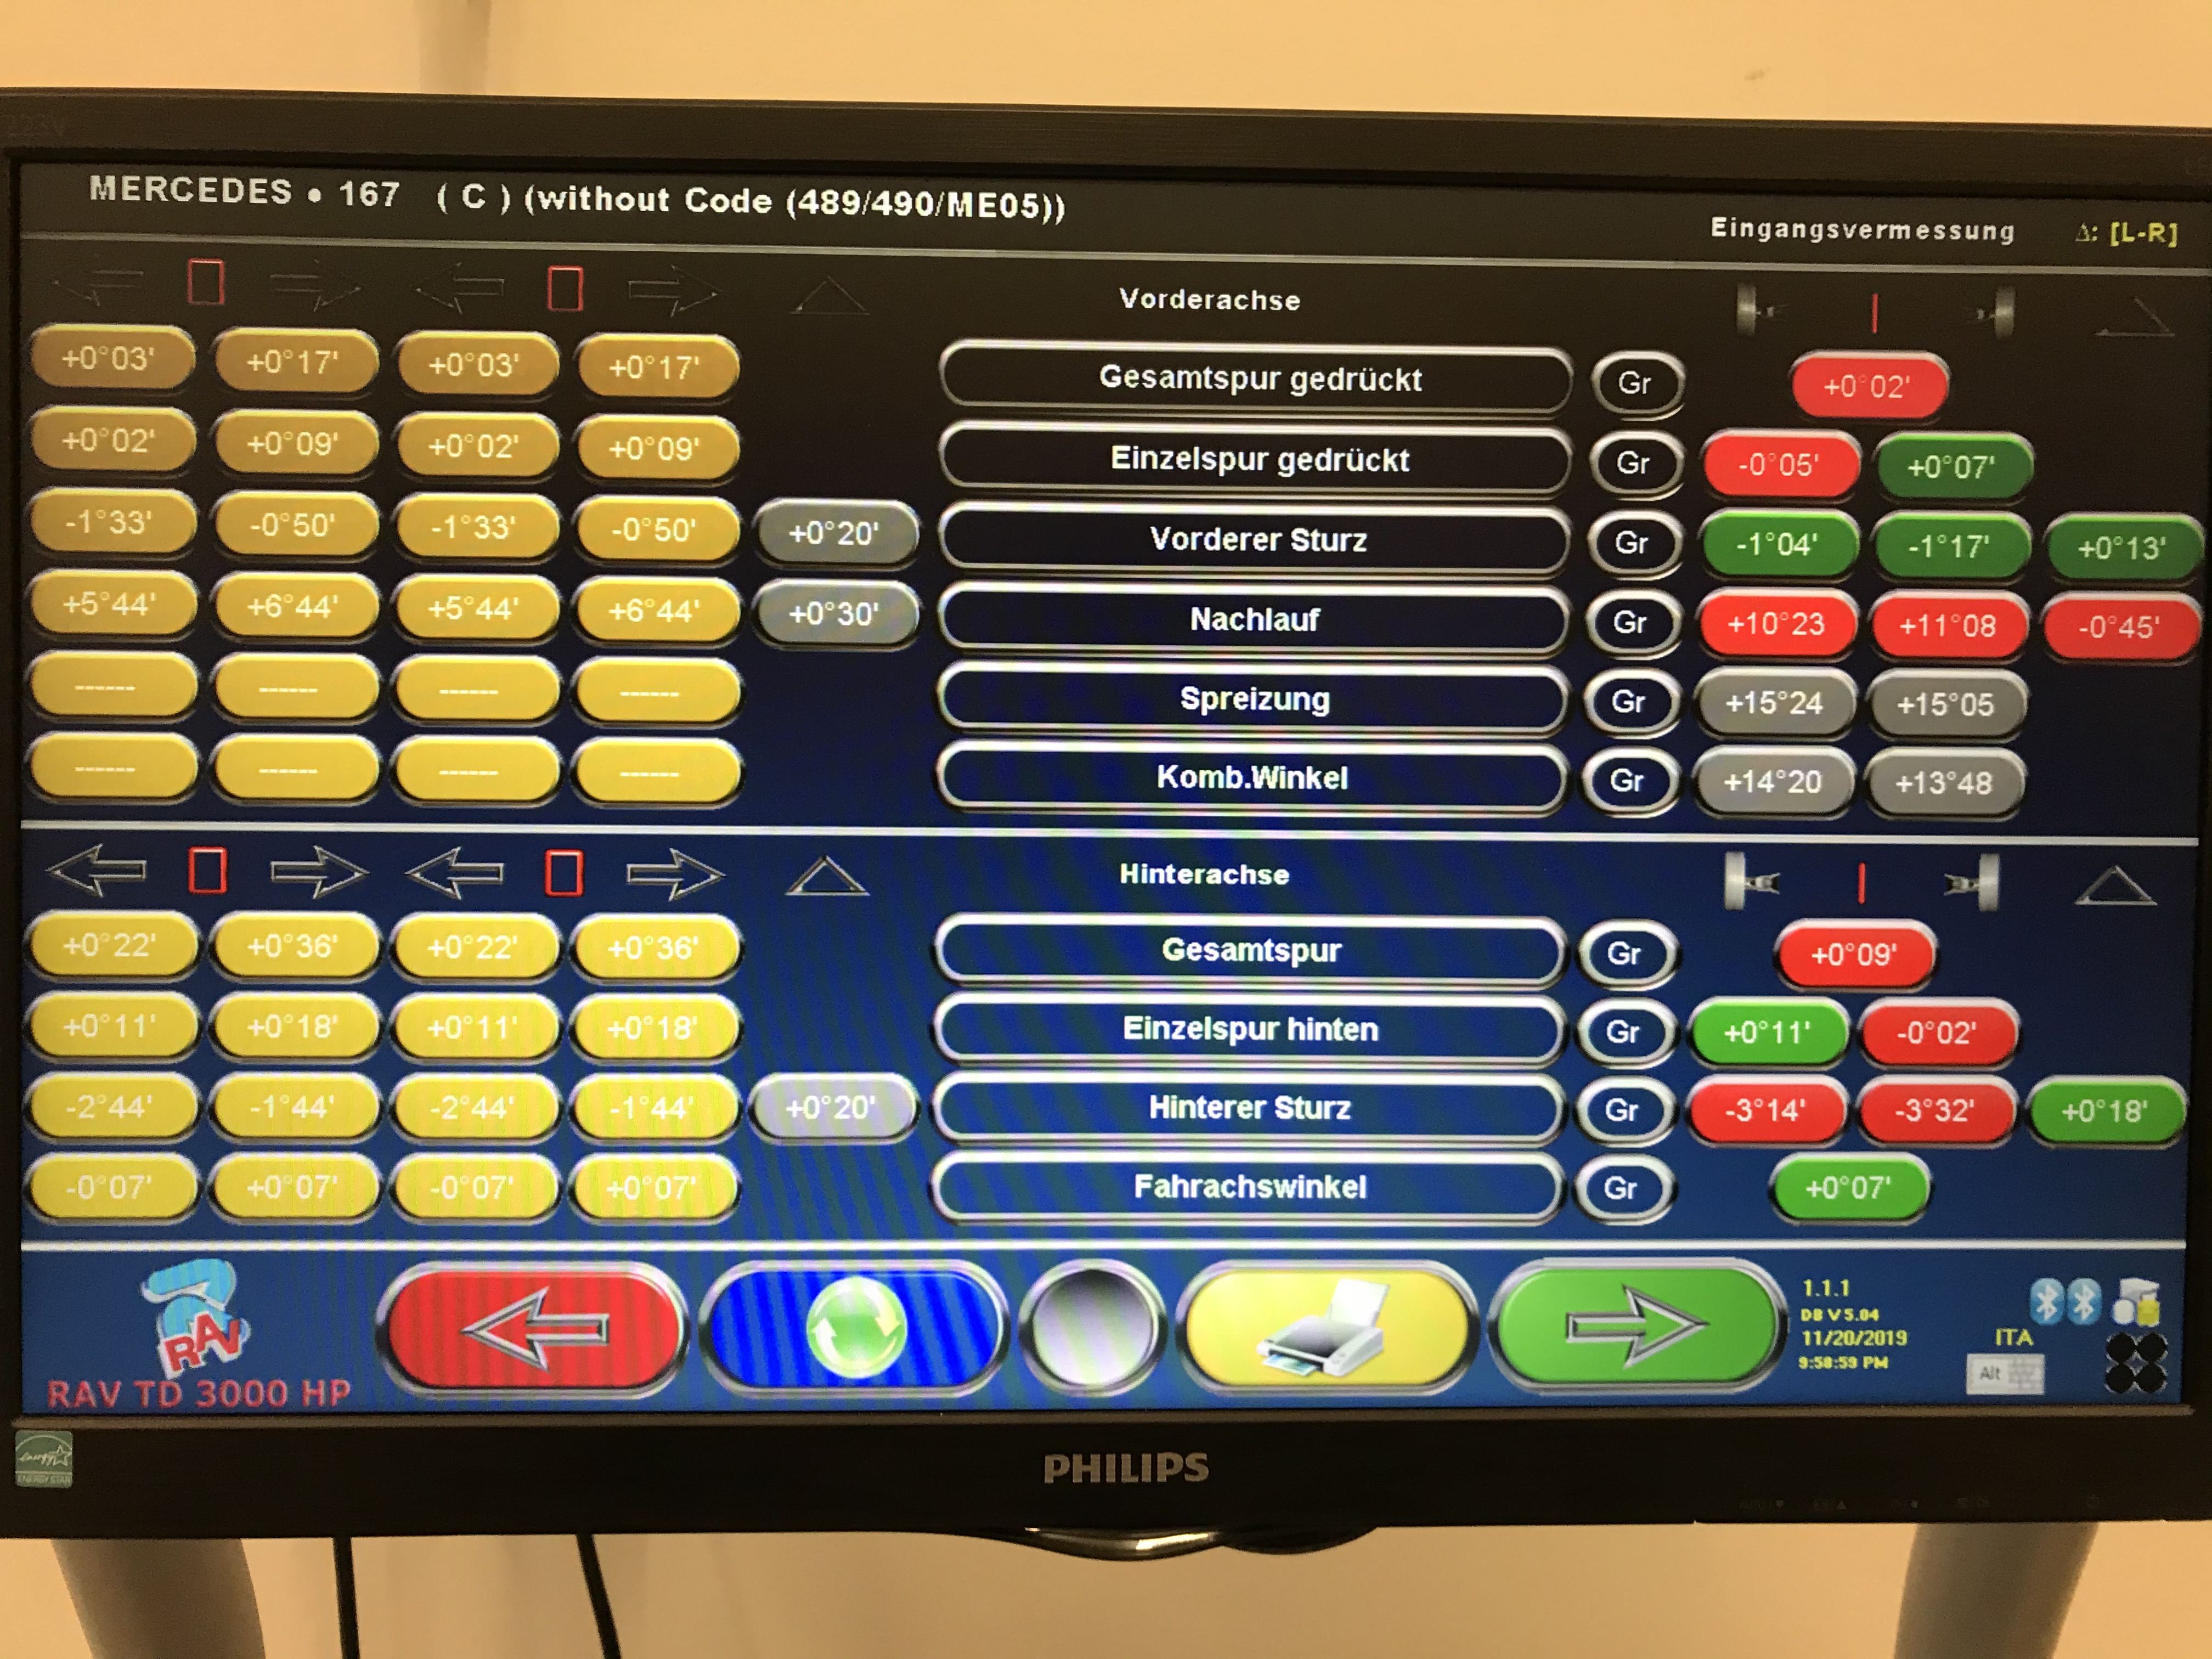 MERCEDES • 167 ( C ) (without Code (489/490/ME05))
Eingangsvermessung Δ: [L-R]
Vorderachse
+0°03' +0°17' +0°03' +0°17' Gesamtspur gedrückt Gr +0°02'
+0°02' +0°09' +0°02' +0°09' Einzelspur gedrückt Gr -0°05' +0°07'
-1°33' -0°50' -1°33' -0°50' +0°20' Vorderer Sturz Gr -1°04' -1°17' +0°13'
+5°44' +6°44' +5°44' +6°44' +0°30' Nachlauf Gr +10°23 +11°08 -0°45'
------ ------ ------ ------ Spreizung Gr +15°24 +15°05
------ ------ ------ ------ Komb.Winkel Gr +14°20 +13°48
Hinterachse
+0°22' +0°36' +0°22' +0°36' Gesamtspur Gr +0°09'
+0°11' +0°18' +0°11' +0°18' Einzelspur hinten Gr +0°11' -0°02'
-2°44' -1°44' -2°44' -1°44' +0°20' Hinterer Sturz Gr -3°14' -3°32' +0°18'
-0°07' +0°07' -0°07' +0°07' Fahrachswinkel Gr +0°07'
RAV
RAV TD 3000 HP
1.1.1
DB V 5.04
11/20/2019
9:58:59 PM
ITA
Alt
energy
ENERGY STAR
PHILIPS